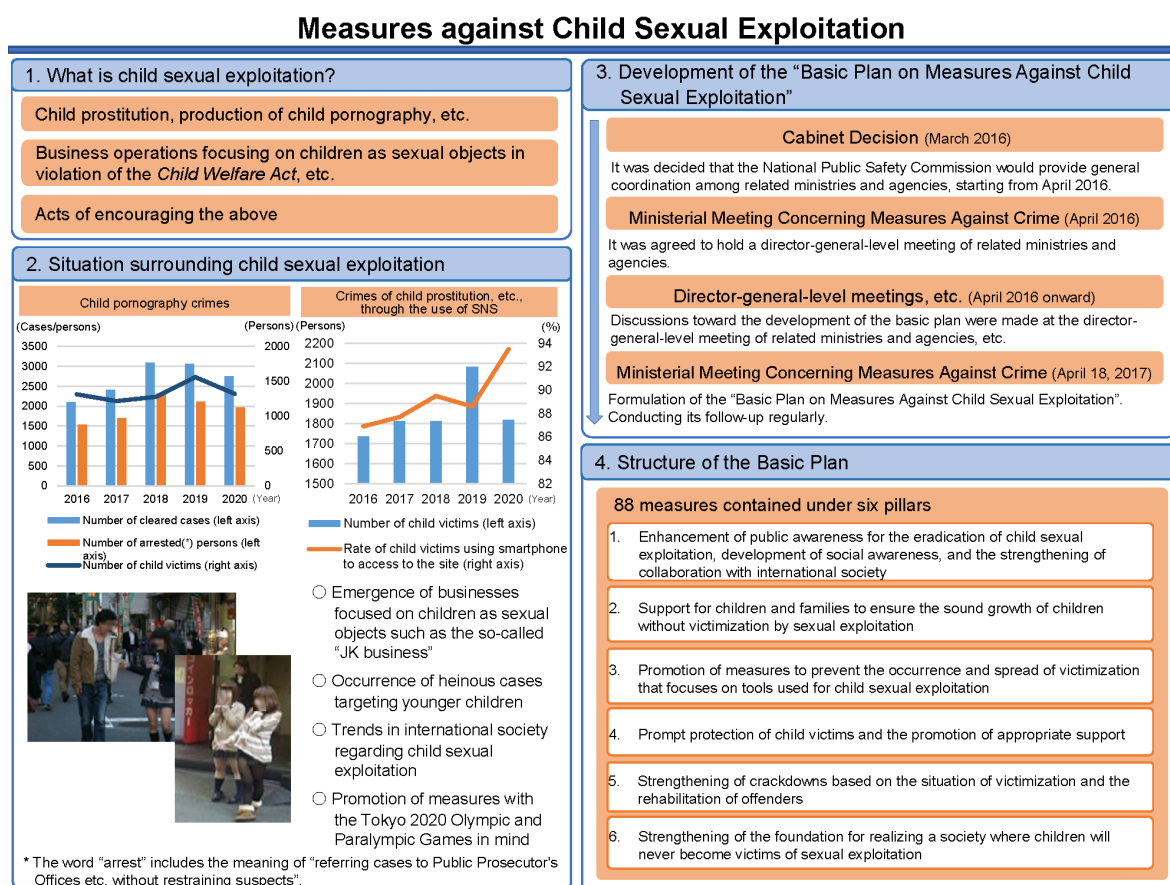 Measures against Child Sexual Exploitation
1. What is child sexual exploitation?
Child prostitution, production of child pornography, etc.
Business operations focusing on children as sexual objects in
violation of the Child Welfare Act, etc.
Acts of encouraging the above
2. Situation surrounding child sexual exploitation
Child pornography crimes
(Cases/persons)
(Persons)
3500
3000
2500
2000
1500
1000
500
0
2000
1500
1000
500
0
2016 2017 2018 2019 2020 (Year)
Number of cleared cases (left axis)
Number of arrested(*) persons (left
axis)
Number of child victims (right axis)
Crimes of child prostitution, etc.,
through the use of SNS
(Persons)
(%)
2200
2100
2000
1900
1800
1700
1600
1500
94
92
90
88
86
84
82
2016 2017 2018 2019 2020 (Year)
Number of child victims (left axis)
Rate of child victims using smartphone
to access to the site (right axis)
インロッカー
○ Emergence of businesses
focused on children as sexual
objects such as the so-called
“JK business”
○ Occurrence of heinous cases
targeting younger children
○ Trends in international society
regarding child sexual
exploitation
○ Promotion of measures with
the Tokyo 2020 Olympic and
Paralympic Games in mind
* The word “arrest” includes the meaning of “referring cases to Public Prosecutor's
Offices etc. without restraining suspects”.
3. Development of the “Basic Plan on Measures Against Child
Sexual Exploitation”
Cabinet Decision (March 2016)
It was decided that the National Public Safety Commission would provide general
coordination among related ministries and agencies, starting from April 2016.
Ministerial Meeting Concerning Measures Against Crime (April 2016)
It was agreed to hold a director-general-level meeting of related ministries and
agencies.
Director-general-level meetings, etc. (April 2016 onward)
Discussions toward the development of the basic plan were made at the director-
general-level meeting of related ministries and agencies, etc.
Ministerial Meeting Concerning Measures Against Crime (April 18, 2017)
Formulation of the “Basic Plan on Measures Against Child Sexual Exploitation”.
Conducting its follow-up regularly.
4. Structure of the Basic Plan
88 measures contained under six pillars
1. Enhancement of public awareness for the eradication of child sexual
exploitation, development of social awareness, and the strengthening of
collaboration with international society
2. Support for children and families to ensure the sound growth of children
without victimization by sexual exploitation
3. Promotion of measures to prevent the occurrence and spread of victimization
that focuses on tools used for child sexual exploitation
4. Prompt protection of child victims and the promotion of appropriate support
5. Strengthening of crackdowns based on the situation of victimization and the
rehabilitation of offenders
6. Strengthening of the foundation for realizing a society where children will
never become victims of sexual exploitation